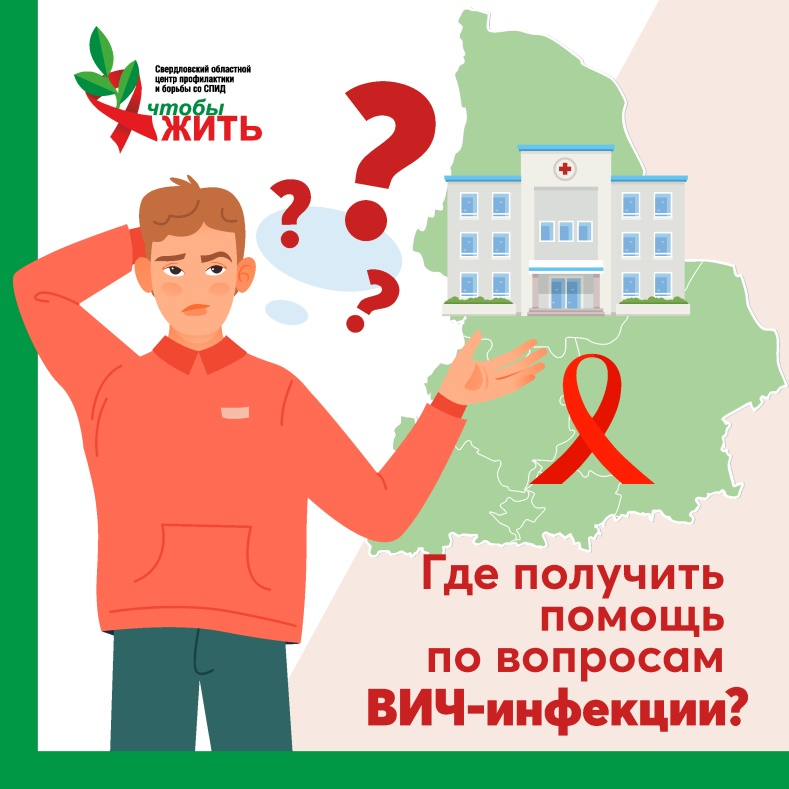 Свердловский областной
центр профилактики
и борьбы со СПИД
чтобы
ЖИТЬ
?
?
?
Где получить
помощь
по вопросам
ВИЧ-инфекции?